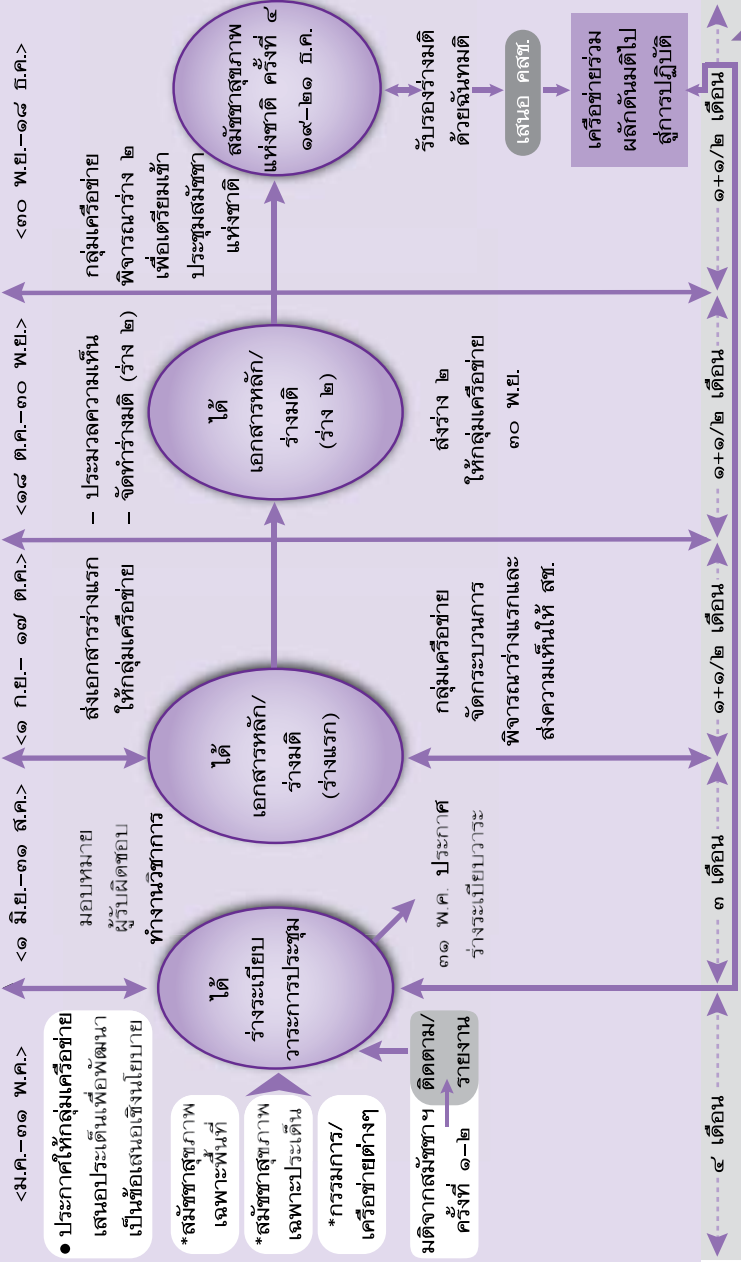 <ม.ค.–๓๑ พ.ค.>
● ประกาศให้กลุ่มเครือข่าย
เสนอประเด็นเพื่อพัฒนา
เป็นข้อเสนอเชิงนโยบาย
*สมัชชาสุขภาพ
เฉพาะพื้นที่
*สมัชชาสุขภาพ
เฉพาะประเด็น
*กรรมการ/
เครือข่ายต่างๆ
มติจากสมัชชาฯ
ครั้งที่ ๑–๒
ติดตาม/
รายงาน
ได้
ร่างระเบียบ
วาระการประชุม
๓๑ พ.ค. ประกาศ
ร่างระเบียบวาระ
๔ เดือน
<๑ มิ.ย.–๓๑ ส.ค.>
มอบหมาย
ผู้รับผิดชอบ
ทำงานวิชาการ
ได้
เอกสารหลัก/
ร่างมติ
(ร่างแรก)
๓ เดือน
<๑ ก.ย.– ๑๗ ต.ค.>
ส่งเอกสารร่างแรก
ให้กลุ่มเครือข่าย
กลุ่มเครือข่าย
จัดกระบวนการ
พิจารณาร่างแรกและ
ส่งความเห็นให้ สช.
๑+๑/๒ เดือน
<๑๘ ต.ค.–๓๐ พ.ย.>
– ประมวลความเห็น
– จัดทำร่างมติ (ร่าง ๒)
ได้
เอกสารหลัก/
ร่างมติ
(ร่าง ๒)
ส่งร่าง ๒
ให้กลุ่มเครือข่าย
๓๐ พ.ย.
๑+๑/๒ เดือน
<๓๐ พ.ย.–๑๘ ธ.ค.>
กลุ่มเครือข่าย
พิจารณาร่าง ๒
เพื่อเตรียมเข้า
ประชุมสมัชชา
แห่งชาติ
สมัชชาสุขภาพ
แห่งชาติ ครั้งที่ ๔
๑๙–๒๑ ธ.ค.
รับรองร่างมติ
ด้วยฉันทมติ
เสนอ คสช.
เครือข่ายร่วม
ผลักดันมติไป
สู่การปฏิบัติ
๑+๑/๒ เดือน